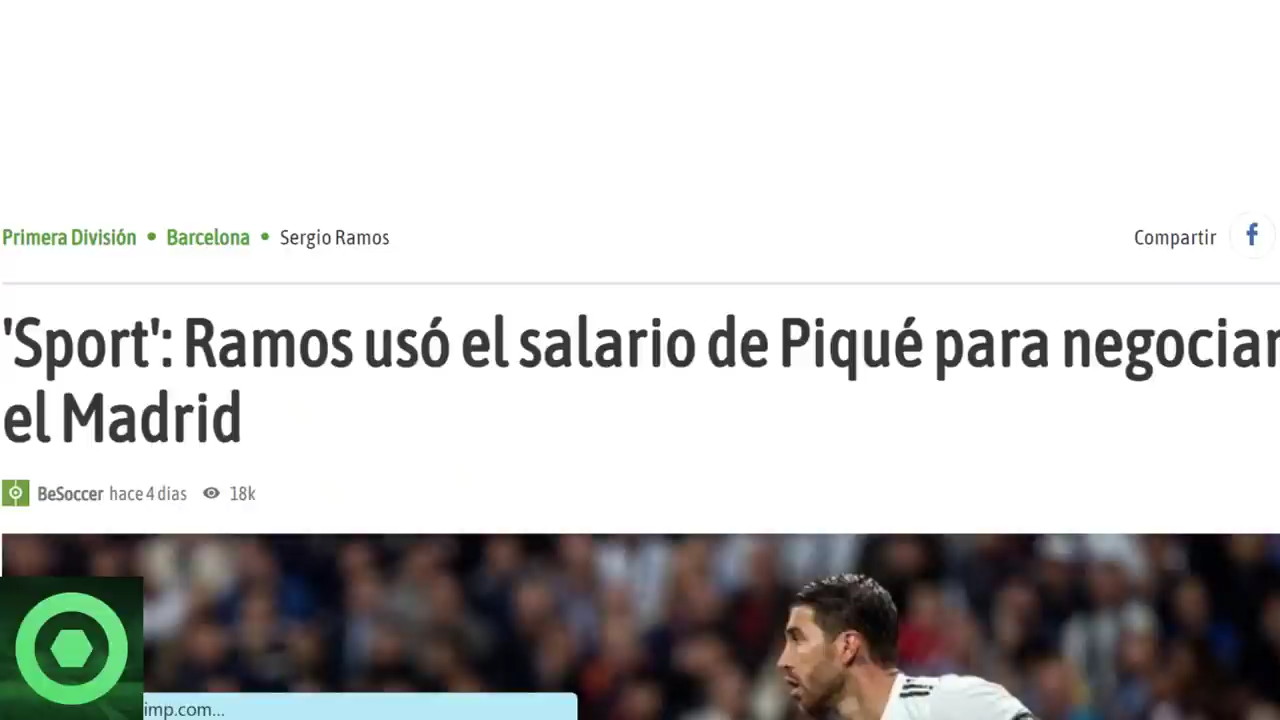 Primera División • Barcelona • Sergio Ramos
Compartir
'Sport': Ramos usó el salario de Piqué para negociar
el Madrid
BeSoccer hace 4 dias 18k
imp.com...